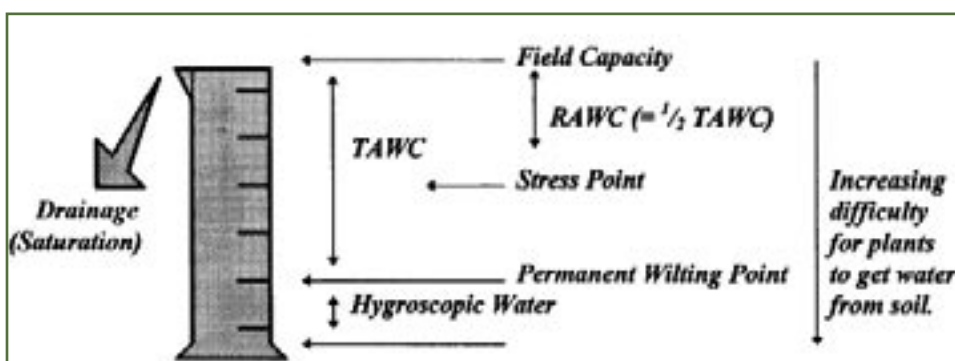 Field Capacity
RAWC (= 1/2 TAWC)
TAWC
Stress Point
Drainage
(Saturation)
Increasing
difficulty
for plants
to get water
from soil.
Permanent Wilting Point
Hygroscopic Water